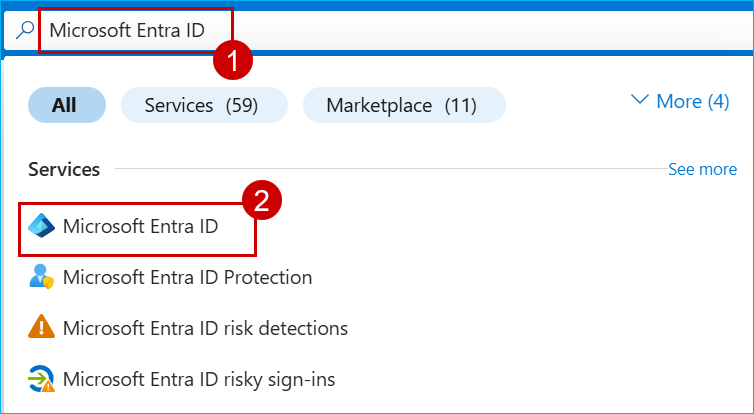 Microsoft Entra ID
1
All Services (59) Marketplace (11) More (4)
Services See more
2
Microsoft Entra ID
Microsoft Entra ID Protection
Microsoft Entra ID risk detections
Microsoft Entra ID risky sign-ins